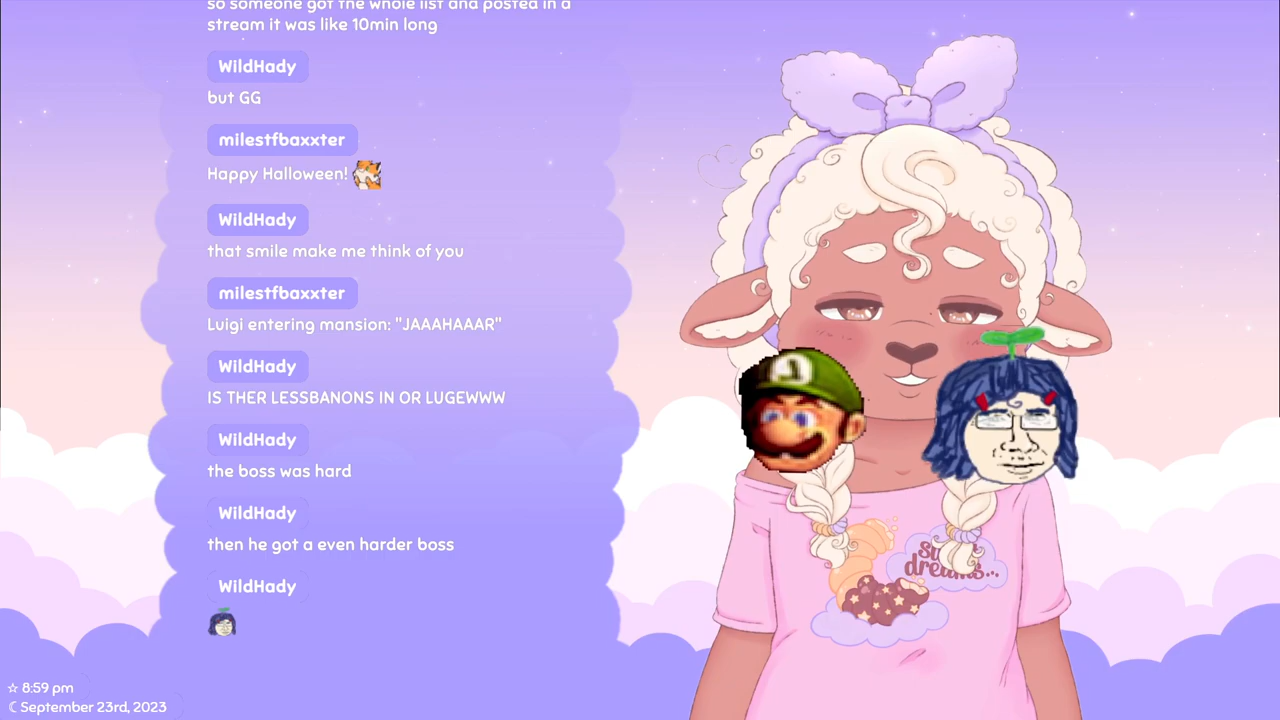 so someone got the whole list and posted in a
stream it was like 10min long
WildHady
but GG
milestfbaxxter
Happy Halloween!
WildHady
that smile make me think of you
milestfbaxxter
Luigi entering mansion: "JAAAHAAAR"
WildHady
IS THER LESSBANONS IN OR LUGEWWW
WildHady
the boss was hard
WildHady
then he got a even harder boss
WildHady
L
dreams...
☆ 8:59 pm
☾ September 23rd, 2023